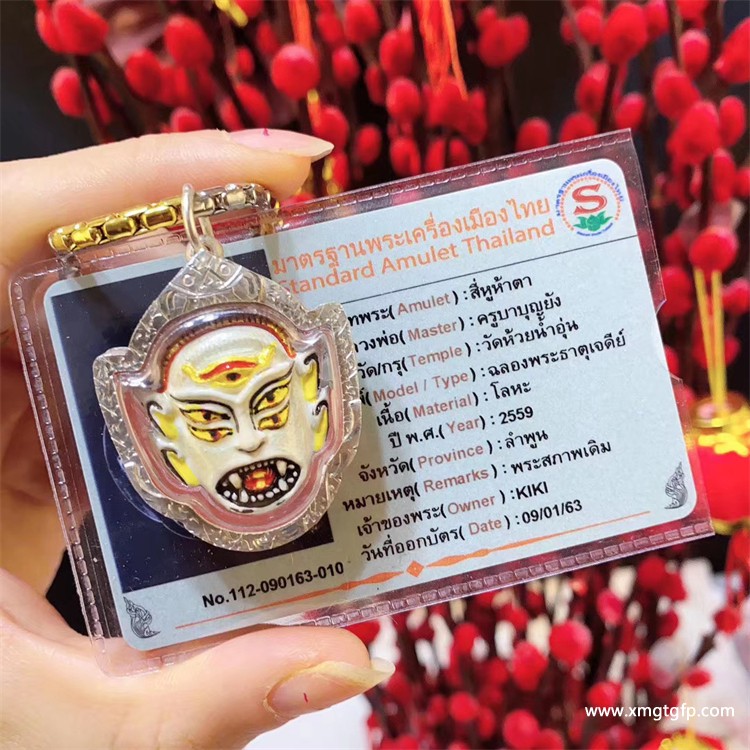 มาตรฐานพระเครื่องเมืองไทย
Standard Amulet Thailand
S
พระ( Amulet ) : สี่หูห้าตา
วงพ่อ( Master) : ครูบาบุญยัง
วัด/กรุ( Temple ) : วัดห้วยน้ำอุ่น
( Model / Type ) : ฉลองพระธาตุเจดีย์
เนื้อ( Material ) : โลหะ
ปี พ.ศ.( Year) : 2559
จังหวัด( Province ) : ลำพูน
หมายเหตุ( Remarks ) : พระสภาพเดิม
เจ้าของพระ(Owner ) :KIKI
วันที่ออกบัตร( Date ) : 09/01/63
No.112-090163-010
www.xmgtgfp.com